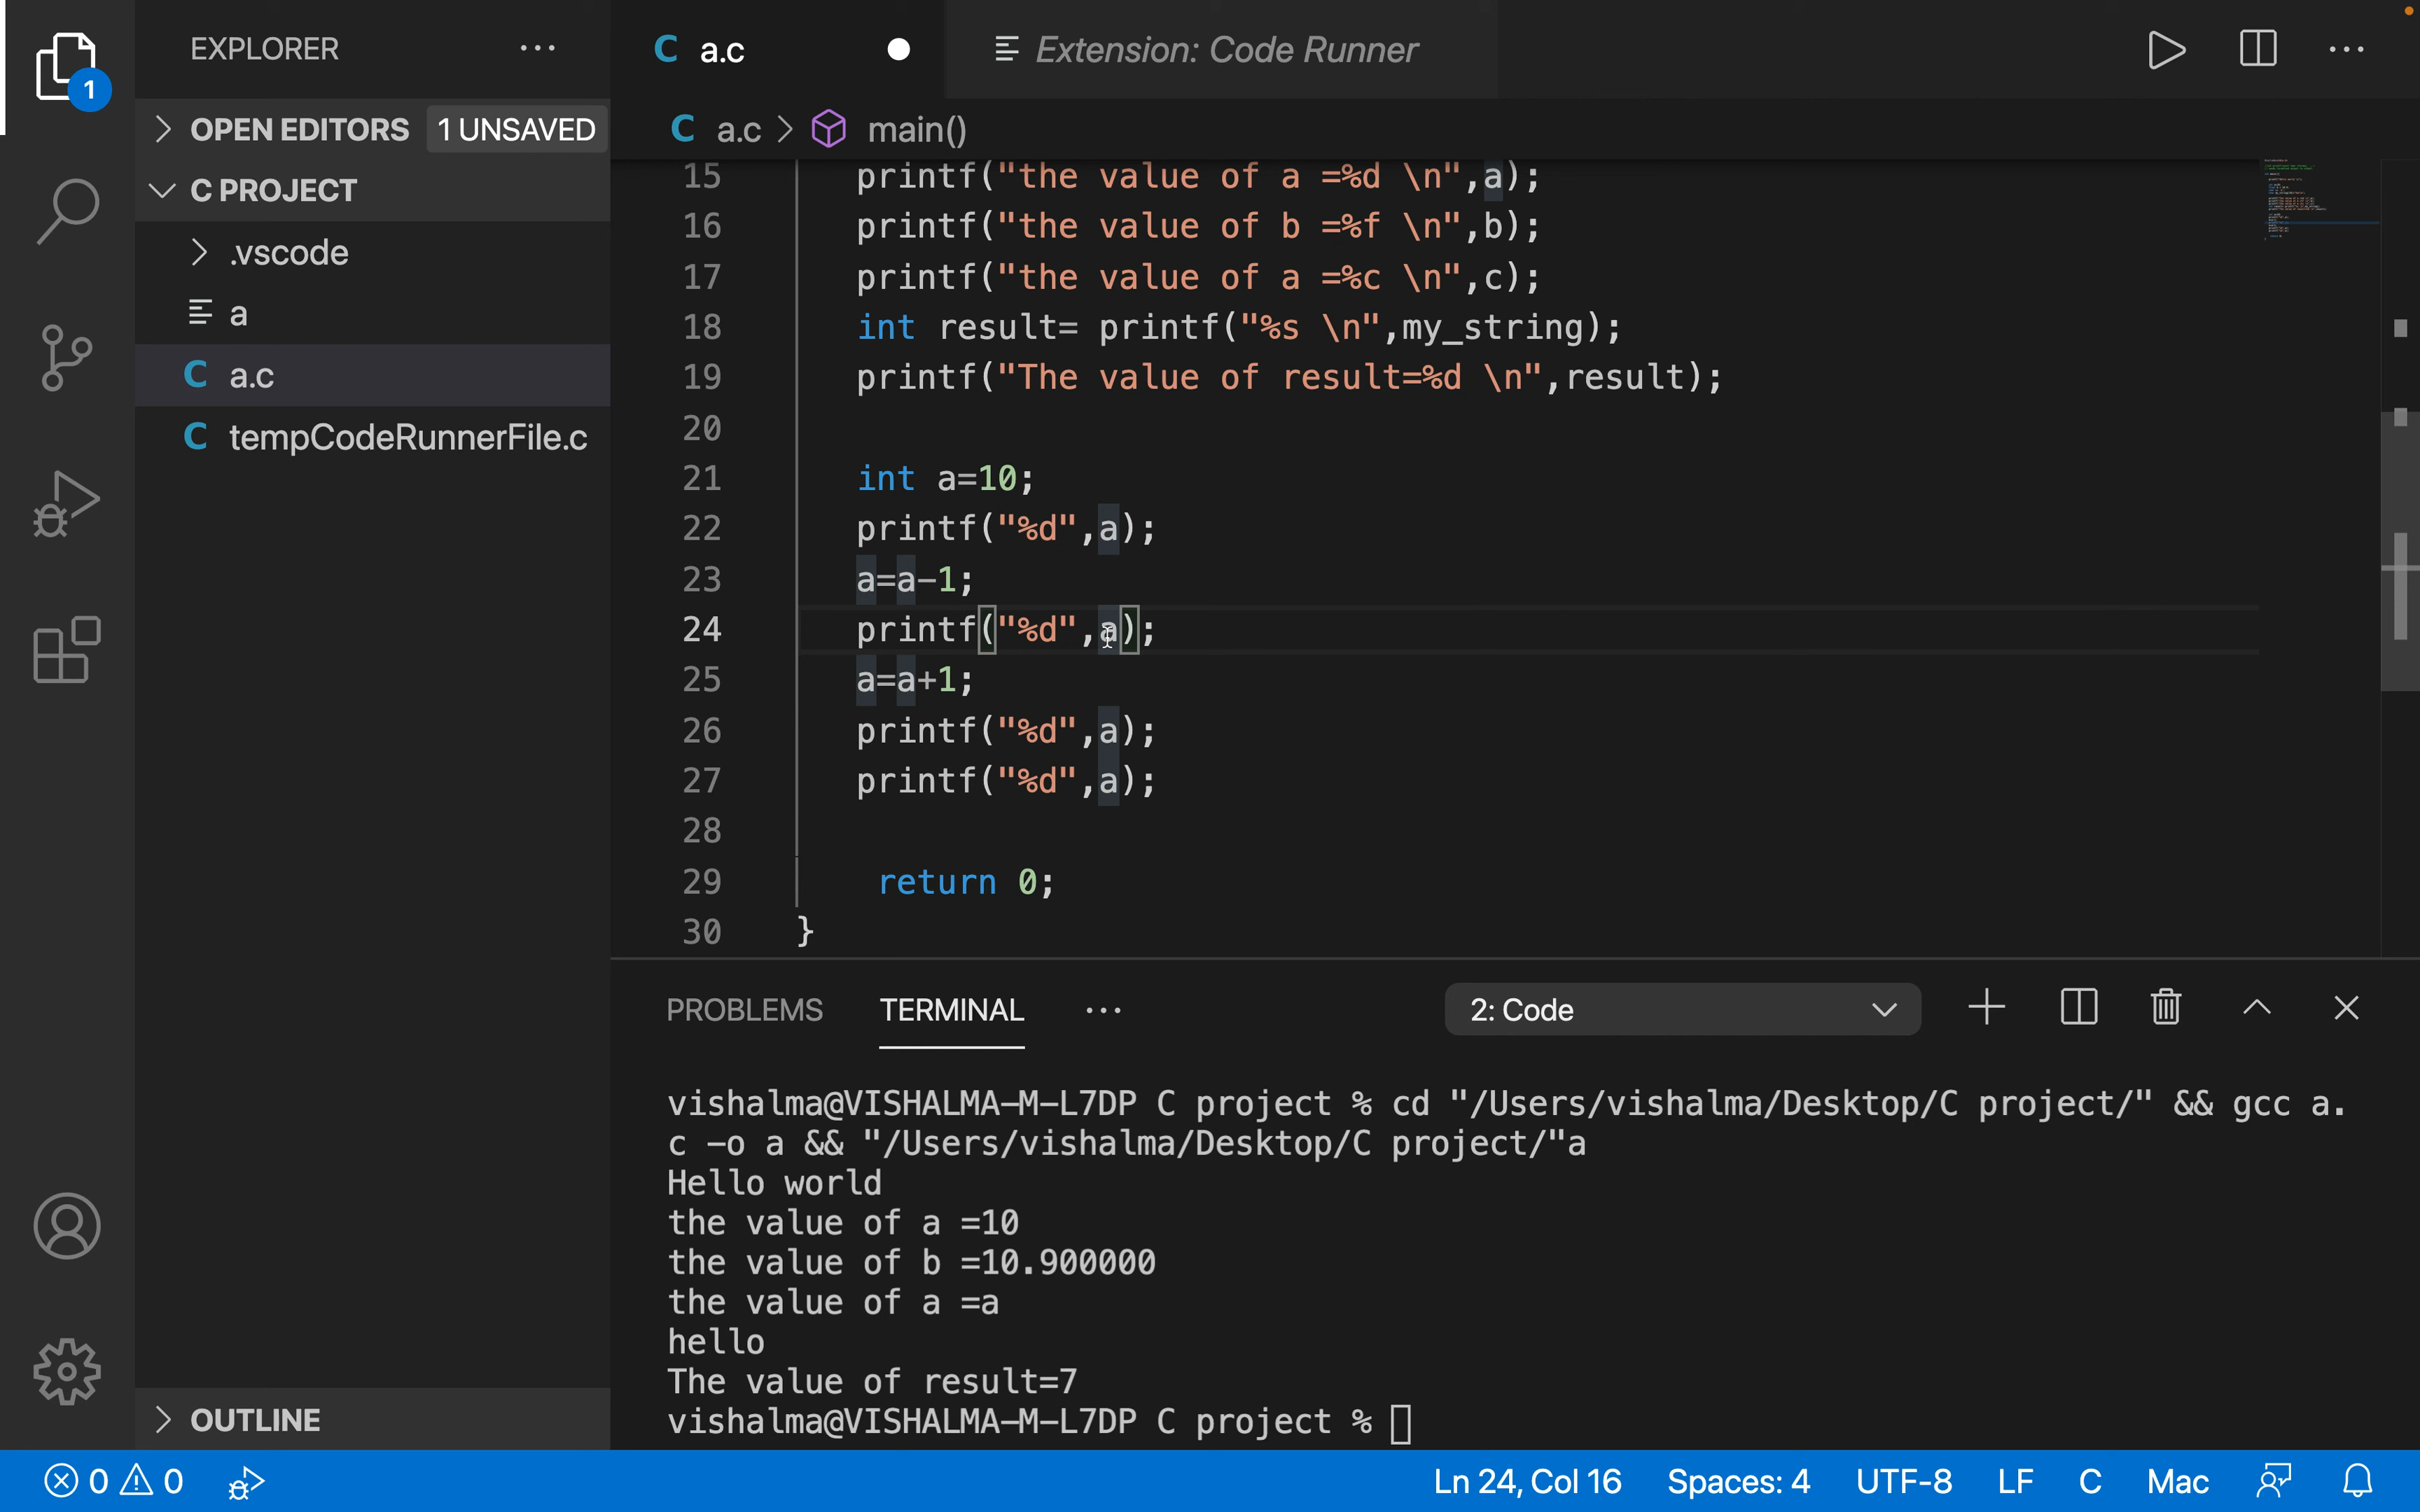 EXPLORER
1
OPEN EDITORS 1 UNSAVED
C PROJECT
.vscode
a
C a.c
C tempCodeRunnerFile.c
OUTLINE
C a.c
Extension: Code Runner
C a.c > main()
15 printf("the value of a =%d \n",a);
16 printf("the value of b =%f \n",b);
17 printf("the value of a =%c \n",c);
18 int result= printf("%s \n",my_string);
19 printf("The value of result=%d \n",result);
20
21 int a=10;
22 printf("%d",a);
23 a=a-1;
24 printf("%d",a);
25 a=a+1;
26 printf("%d",a);
27 printf("%d",a);
28
29 return 0;
30 }
PROBLEMS TERMINAL 2: Code
vishalma@VISHALMA-M-L7DP C project % cd "/Users/vishalma/Desktop/C project/" && gcc a.
c -o a && "/Users/vishalma/Desktop/C project/"a
Hello world
the value of a =10
the value of b =10.900000
the value of a =a
hello
The value of result=7
vishalma@VISHALMA-M-L7DP C project %
0 0 Ln 24, Col 16 Spaces: 4 UTF-8 LF C Mac